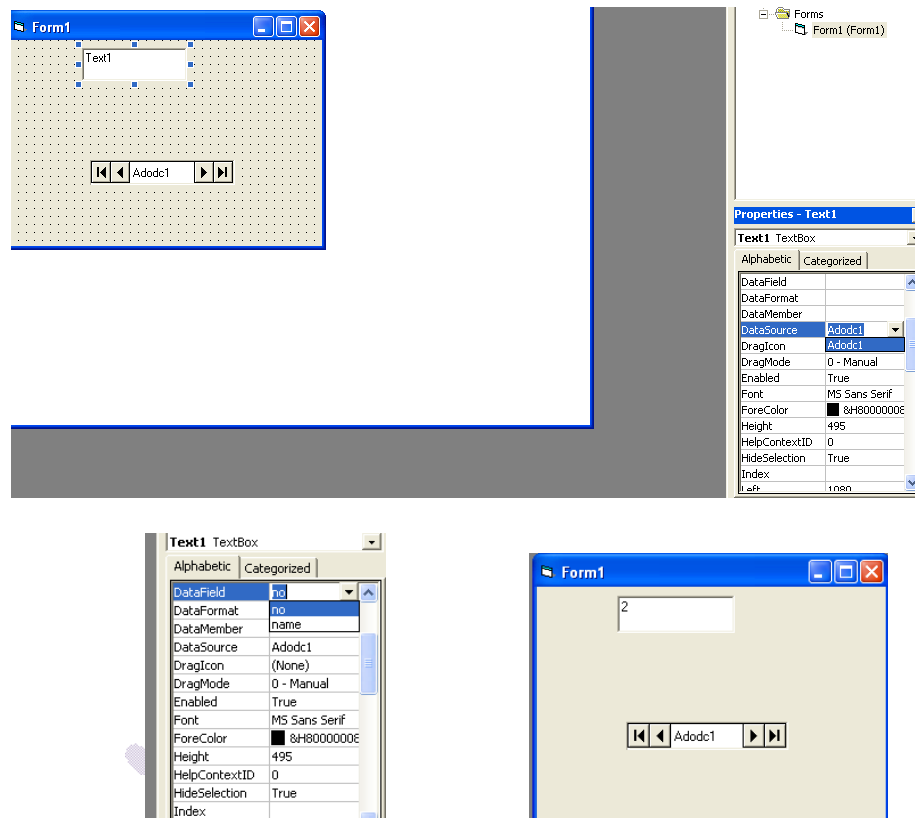 Form1
Text1
Adodc1
Forms
Form1 (Form1)
Properties - Text1
Text1 TextBox
Alphabetic Categorized
DataField
DataFormat
DataMember
DataSource Adodc1
Adodc1
DragIcon
DragMode 0 - Manual
Enabled True
Font MS Sans Serif
ForeColor &H80000008
Height 495
HelpContextID 0
HideSelection True
Index
Left 1080
Text1 TextBox
Alphabetic Categorized
DataField no
DataFormat no
DataMember name
DataSource Adodc1
DragIcon (None)
DragMode 0 - Manual
Enabled True
Font MS Sans Serif
ForeColor &H80000008
Height 495
HelpContextID 0
HideSelection True
Index
Form1
2
Adodc1